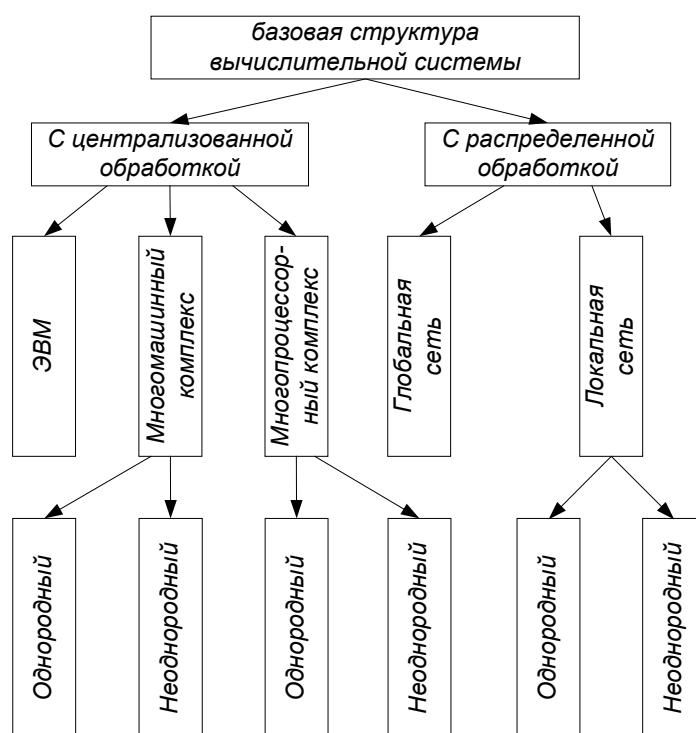 базовая структура
вычислительной системы
С централизованной
обработкой
С распределенной
обработкой
ЭВМ
Многомашинный
комплекс
Многопроцессор-
ный комплекс
Глобальная
сеть
Локальная
сеть
Однородный
Неоднородный
Однородный
Неоднородный
Однородный
Неоднородный